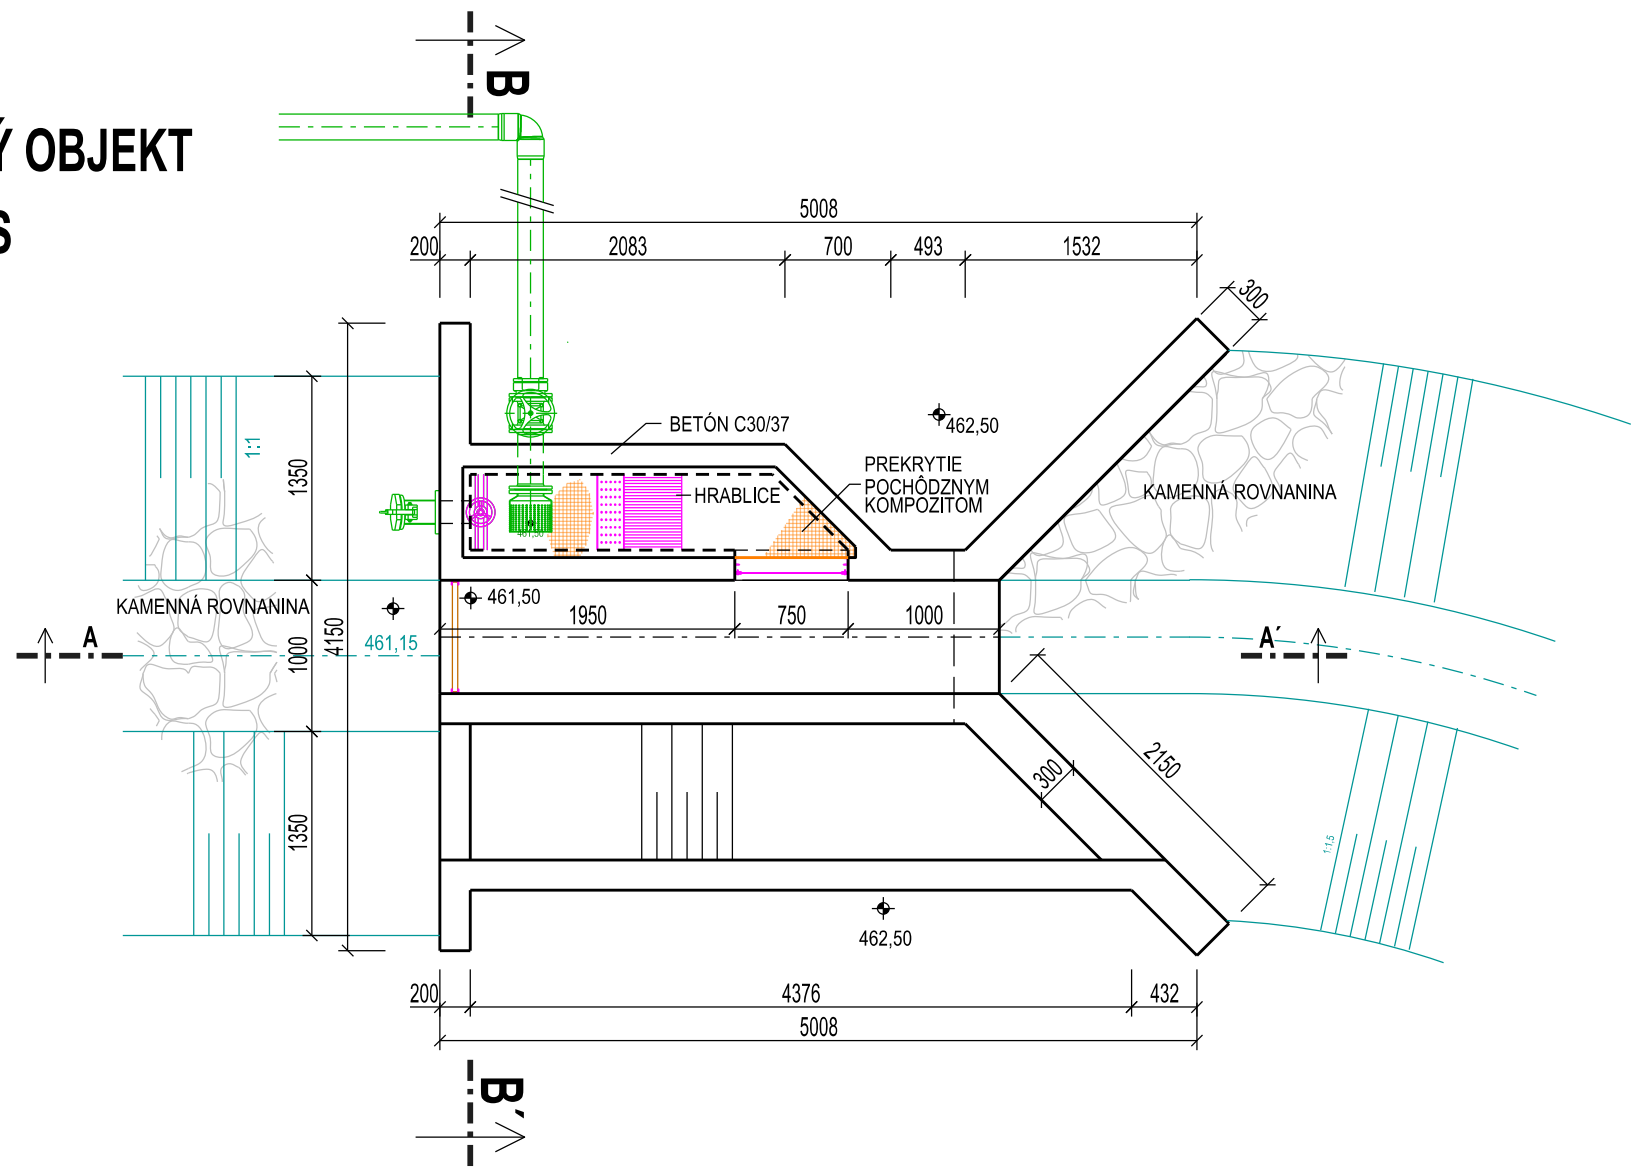 B
Ý OBJEKT
S
5008
200
2083
700
493
1532
300
BETÓN C30/37
462,50
1:1
1350
PREKRYTIE
POCHÔDZNYM
KOMPOZITOM
HRABLICE
KAMENNÁ ROVNANINA
461,50
KAMENNÁ ROVNANINA
461,50
1950
750
1000
A
461,15
1000
4150
A´
2150
300
1350
1:1,5
462,50
200
4376
432
5008
B´